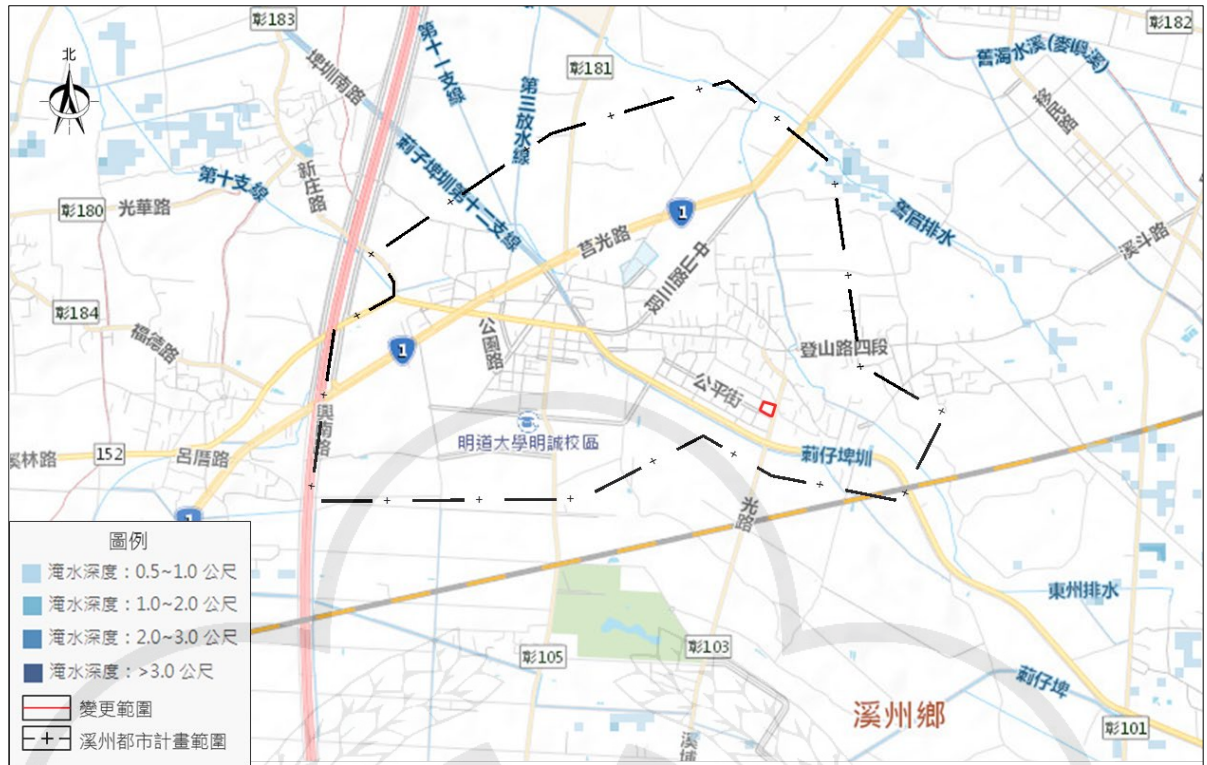 彰183
北
埤圳南路
第十一支線
第三放水線
彰181
彰182
舊濁水溪(麥嶼溪)
莿子埤圳第十二支線
新庄路
第十支線
彰180
光華路
1
莒光路
中山路三段
舊眉排水
溪斗路
彰184
福德路
1
公園路
登山路四段
公平街
興南路
明道大學明誠校區
莿仔埤圳
152
溪林路
呂厝路
1
光路
圖例
淹水深度：0.5~1.0 公尺
淹水深度：1.0~2.0 公尺
淹水深度：2.0~3.0 公尺
淹水深度：>3.0 公尺
變更範圍
溪州都市計畫範圍
東州排水
彰105
彰103
莿仔埤
溪州鄉
彰101